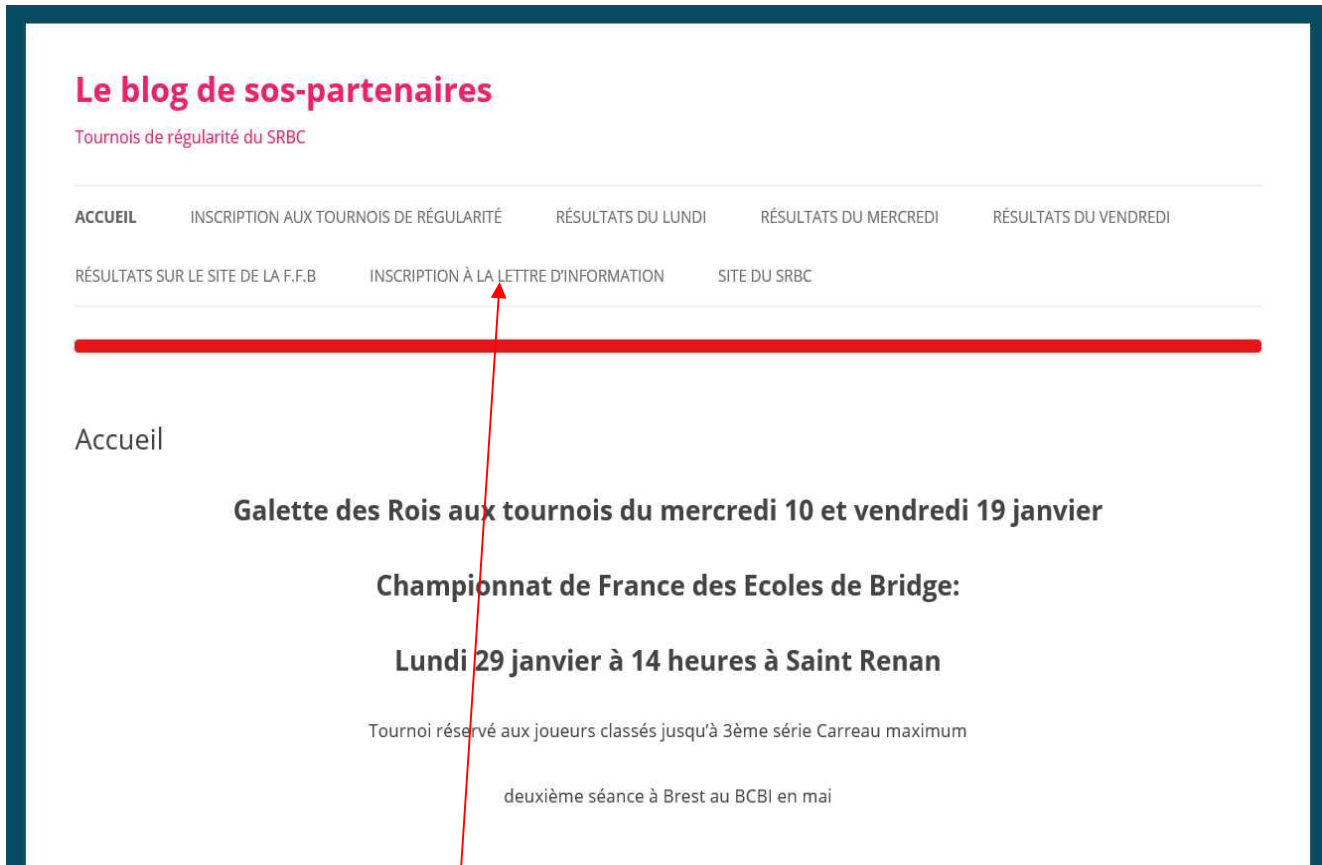 Le blog de sos-partenaires
Tournois de régularité du SRBC
ACCUEIL INSCRIPTION AUX TOURNOIS DE RÉGULARITÉ RÉSULTATS DU LUNDI RÉSULTATS DU MERCREDI RÉSULTATS DU VENDREDI
RÉSULTATS SUR LE SITE DE LA F.F.B INSCRIPTION À LA LETTRE D'INFORMATION SITE DU SRBC
Accueil
Galette des Rois aux tournois du mercredi 10 et vendredi 19 janvier
Championnat de France des Ecoles de Bridge:
Lundi 29 janvier à 14 heures à Saint Renan
Tournoi réservé aux joueurs classés jusqu'à 3ème série Carreau maximum
deuxième séance à Brest au BCBI en mai